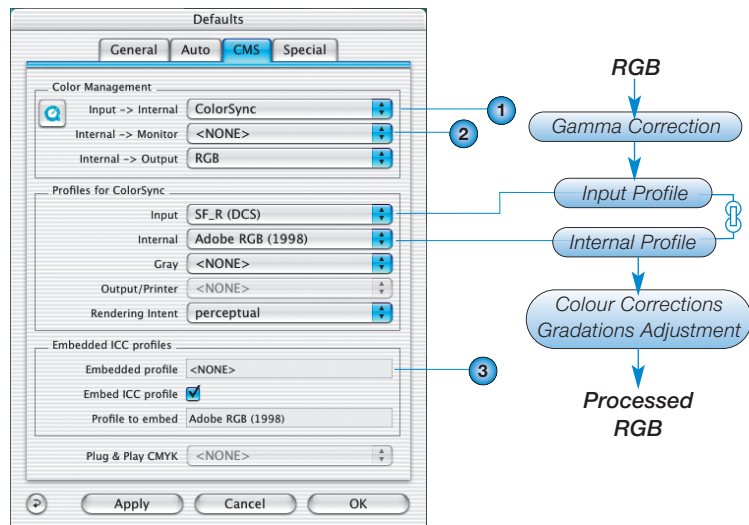 Defaults
General Auto CMS Special
Color Management
Input -> Internal ColorSync
Internal -> Monitor <NONE>
Internal -> Output RGB
Profiles for ColorSync
Input SF_R (DCS)
Internal Adobe RGB (1998)
Gray <NONE>
Output/Printer <NONE>
Rendering Intent perceptual
Embedded ICC profiles
Embedded profile <NONE>
Embed ICC profile
Profile to embed Adobe RGB (1998)
Plug & Play CMYK <NONE>
Apply Cancel OK
1
2
3
RGB
Gamma Correction
Input Profile
Internal Profile
Colour Corrections
Gradations Adjustment
Processed
RGB